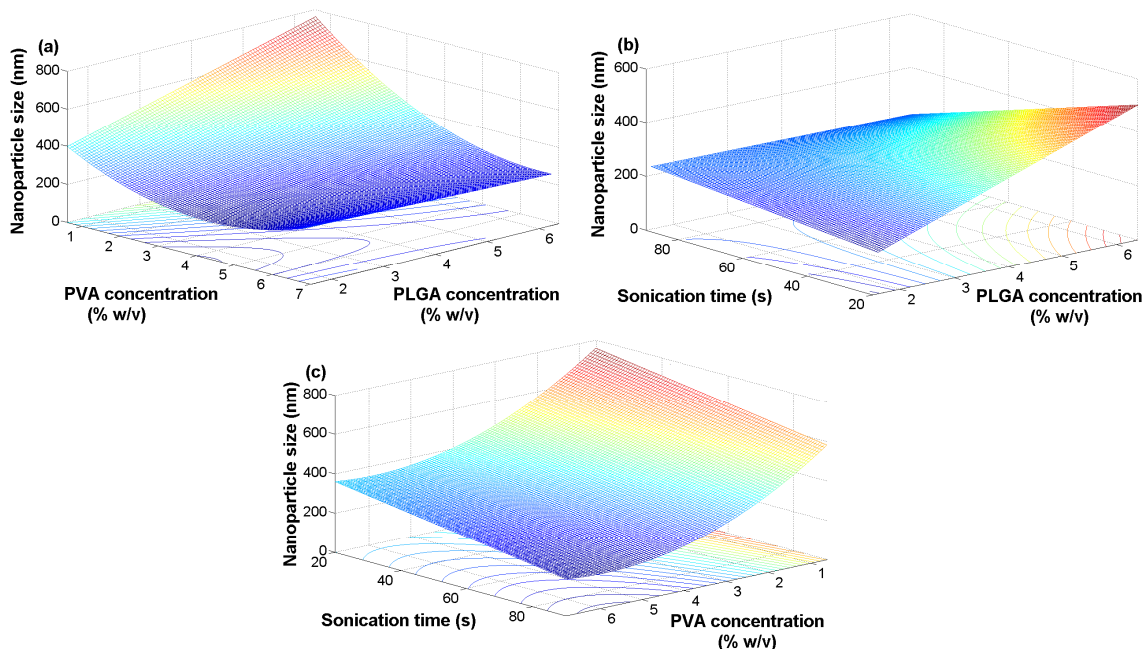 (a)
Nanoparticle size (nm)
800
600
400
200
0
1
2
3
4
5
6
7
PVA concentration
(% w/v)
2
3
4
5
6
PLGA concentration
(% w/v)
(b)
Nanoparticle size (nm)
600
400
200
0
80
60
40
20
Sonication time (s)
2
3
4
5
6
PLGA concentration
(% w/v)
(c)
Nanoparticle size (nm)
800
600
400
200
0
20
40
60
80
Sonication time (s)
6
5
4
3
2
1
PVA concentration
(% w/v)